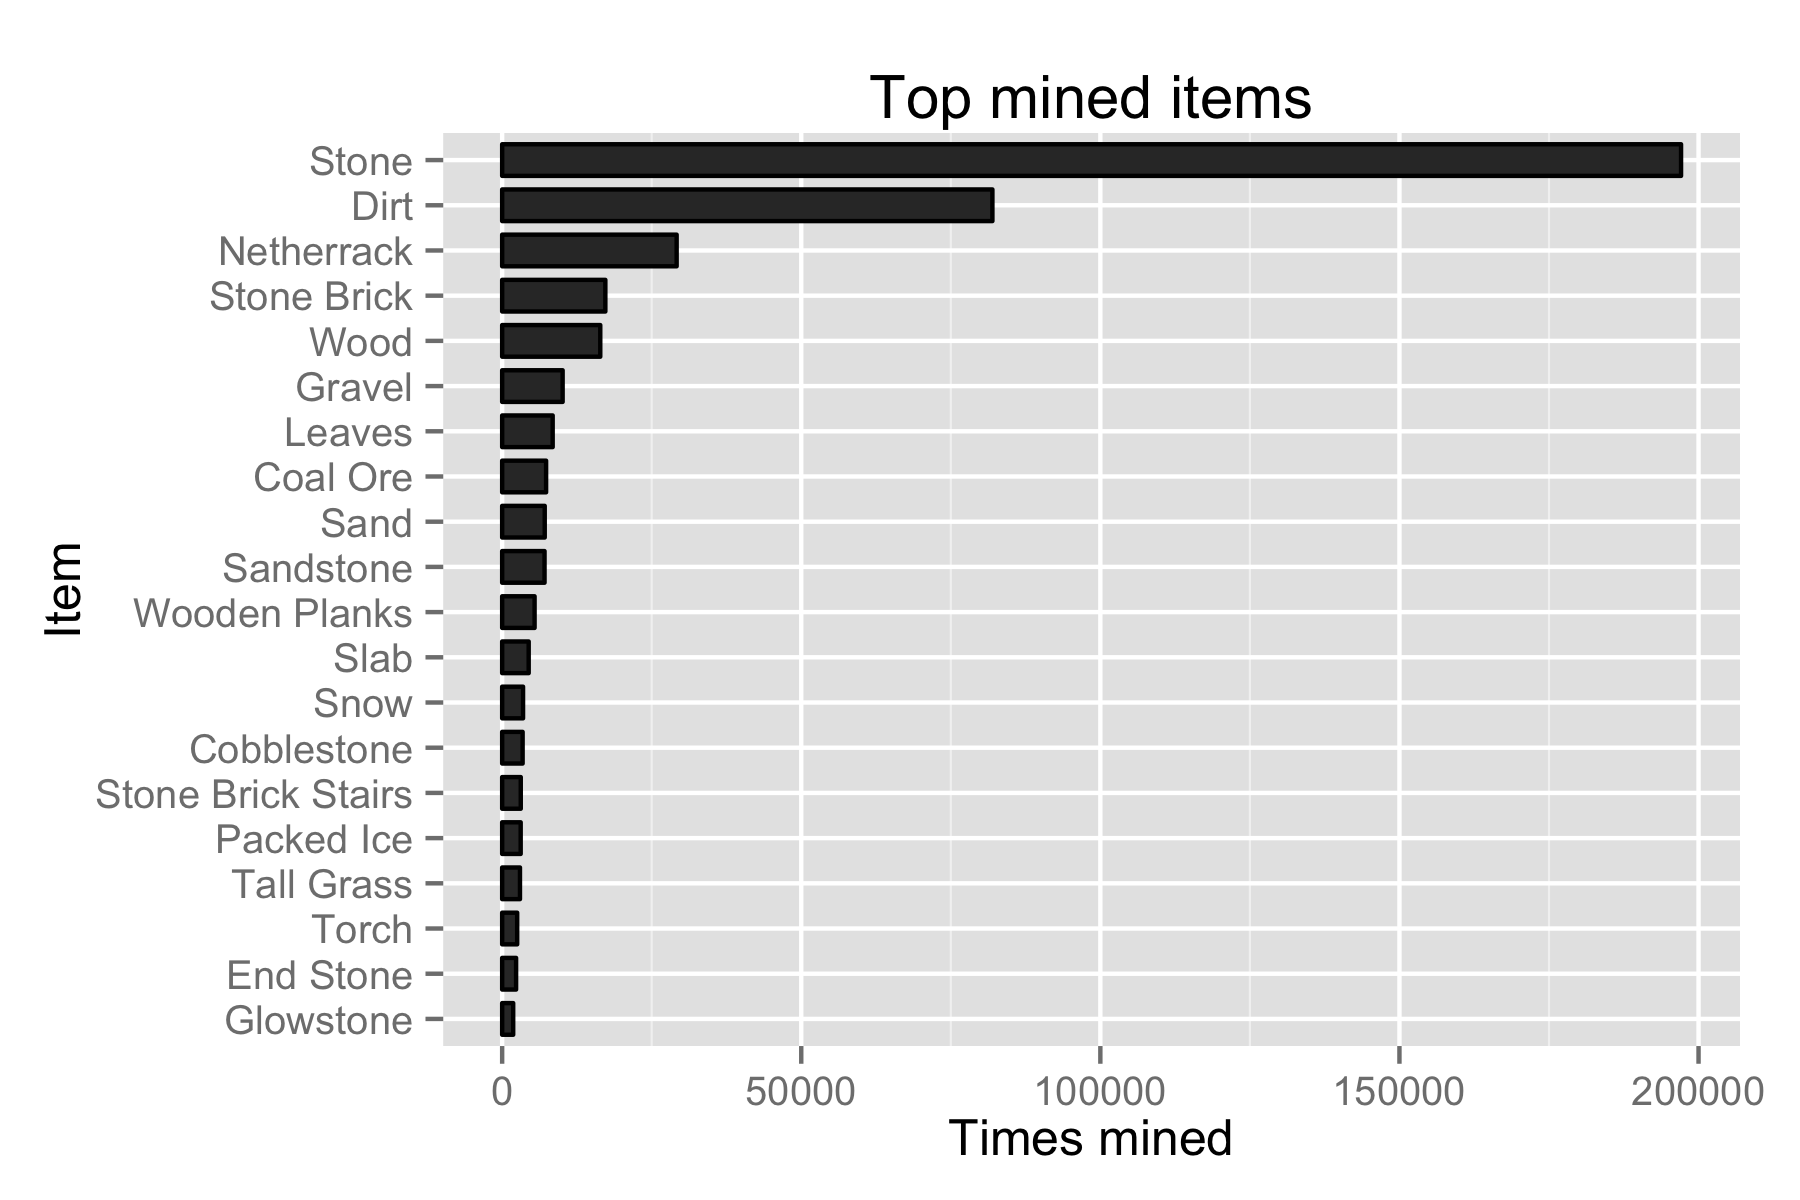 Top mined items
Stone
Dirt
Netherrack
Stone Brick
Wood
Gravel
Leaves
Coal Ore
Sand
Sandstone
Wooden Planks
Slab
Snow
Cobblestone
Stone Brick Stairs
Packed Ice
Tall Grass
Torch
End Stone
Glowstone
Item
0 50000 100000 150000 200000
Times mined